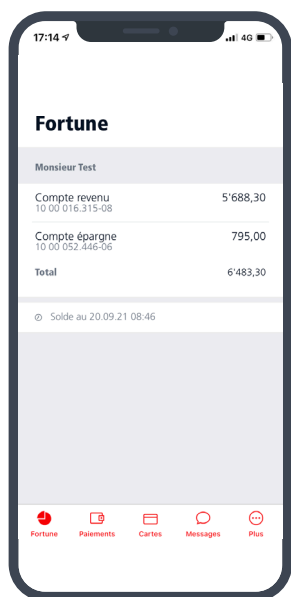 17:14
4G
Fortune
Monsieur Test
Compte revenu 5'688,30
10 00 016.315-08
Compte épargne 795,00
10 00 052.446-06
Total 6'483,30
Solde au 20.09.21 08:46
Fortune Paiements Cartes Messages Plus